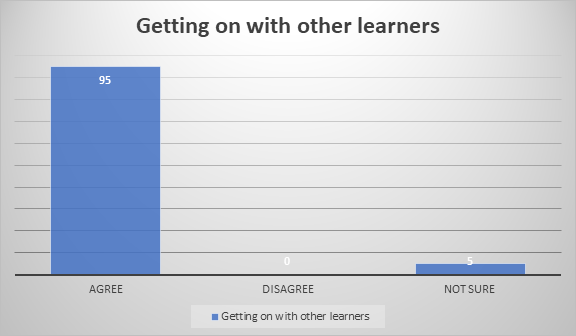 Getting on with other learners
95
0
5
AGREE
DISAGREE
NOT SURE
Getting on with other learners